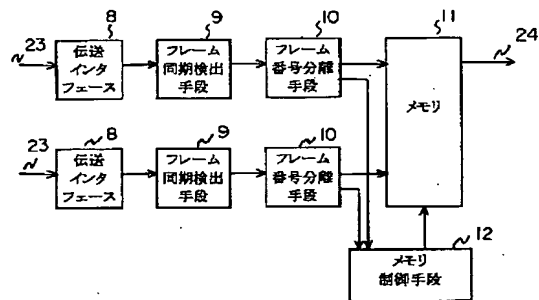 8
9
10
11
23
伝送
インタ
フェース
フレーム
同期検出
手段
フレーム
番号分離
手段
メモリ
24
23
8
伝送
インタ
フェース
9
フレーム
同期検出
手段
10
フレーム
番号分離
手段
12
メモリ
制御手段